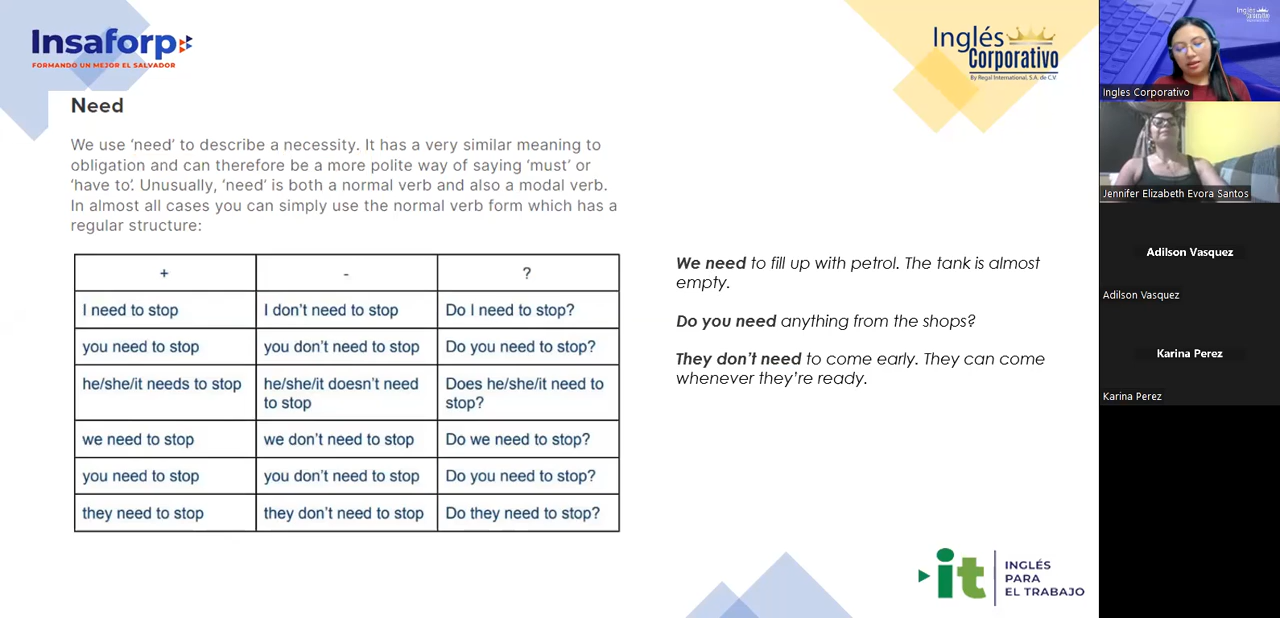 Insaforp
FORMANDO UN MEJOR EL SALVADOR
Inglés
Corporativo
By Regal International, S.A. de C.V.
Need
We use ‘need’ to describe a necessity. It has a very similar meaning to
obligation and can therefore be a more polite way of saying ‘must’ or
‘have to’. Unusually, ‘need’ is both a normal verb and also a modal verb.
In almost all cases you can simply use the normal verb form which has a
regular structure:
+ - ?
I need to stop I don’t need to stop Do I need to stop?
you need to stop you don’t need to stop Do you need to stop?
he/she/it needs to stop he/she/it doesn’t need Does he/she/it need to
to stop stop?
we need to stop we don’t need to stop Do we need to stop?
you need to stop you don’t need to stop Do you need to stop?
they need to stop they don’t need to stop Do they need to stop?
We need to fill up with petrol. The tank is almost
empty.
Do you need anything from the shops?
They don’t need to come early. They can come
whenever they’re ready.
it
INGLÉS
PARA
EL TRABAJO
Inglés
Ingles Corporativo
Jennifer Elizabeth Evora Santos
Adilson Vasquez
Adilson Vasquez
Karina Perez
Karina Perez